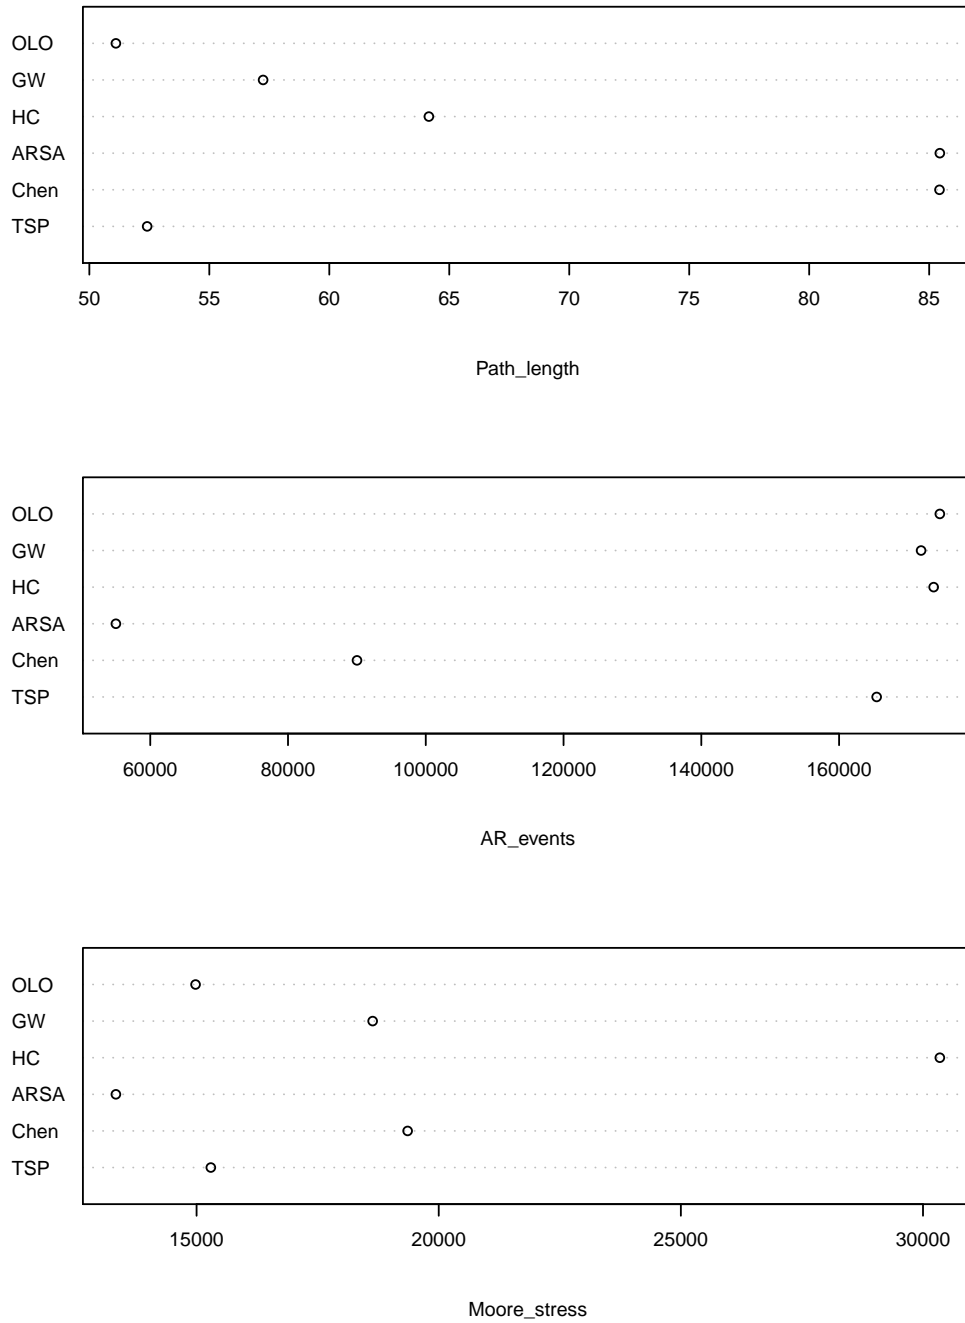 OLO
GW
HC
ARSA
Chen
TSP
50 55 60 65 70 75 80 85
Path_length
OLO
GW
HC
ARSA
Chen
TSP
60000 80000 100000 120000 140000 160000
AR_events
OLO
GW
HC
ARSA
Chen
TSP
15000 20000 25000 30000
Moore_stress